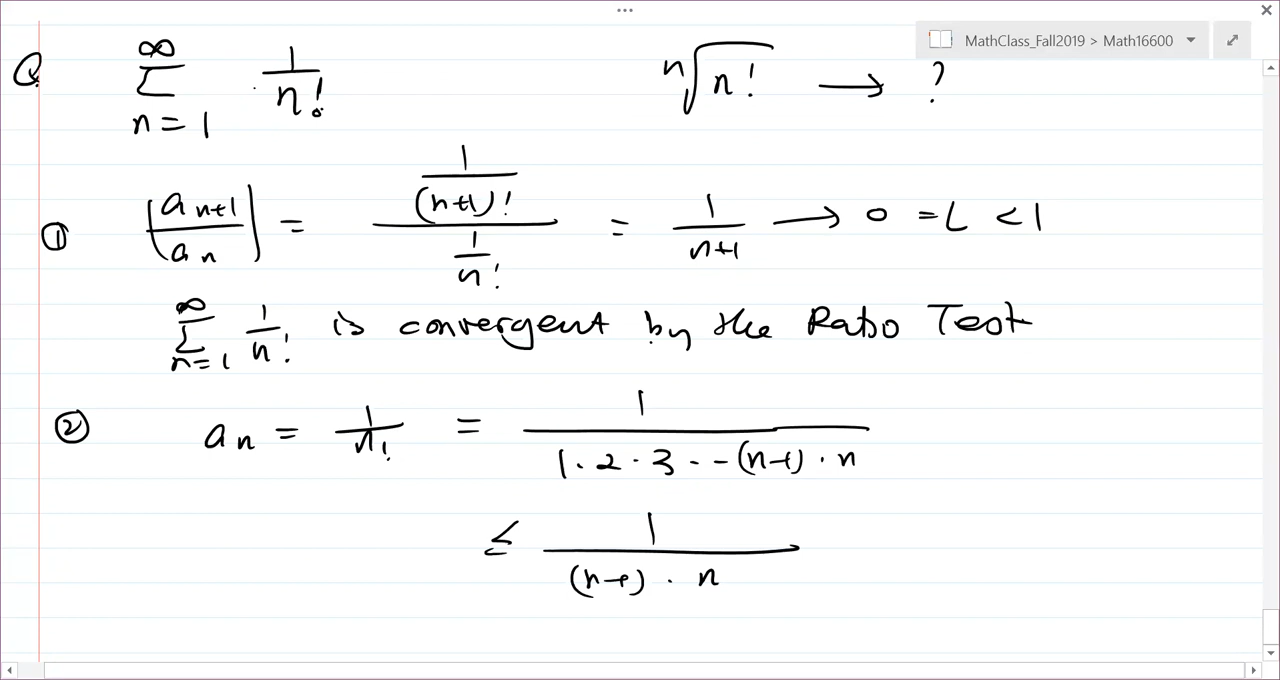 MathClass_Fall2019 > Math16600
Q ∑_{n=1}^{∞} 1/n! ⁿ√(n!) → ?
① |a_{n+1}/a_n| = (1/(n+1)!)/(1/n!) = 1/(n+1) → 0 = L < 1
∑_{n=1}^{∞} 1/n! is convergent by the Ratio Test
② a_n = 1/n! = 1/(1·2·3--(n-1)·n)
≤ 1/((n-1)·n)